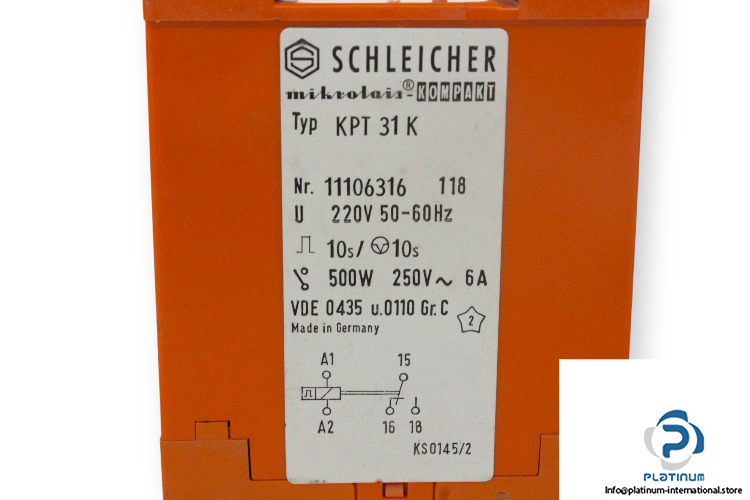 SCHLEICHER
mikrolais®-KOMPAKT
Typ KPT 31 K
Nr. 11106316 118
U 220V 50-60Hz
10s/ 10s
500W 250V~ 6A
VDE 0435 u.0110 Gr.C
2
Made in Germany
A1 15
A2 16 18
KS0145/2
PLATINUM
Info@platinum-international.store